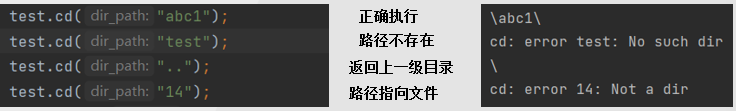 test.cd( dir_path: "abc1");
test.cd( dir_path: "test");
test.cd( dir_path: "..");
test.cd( dir_path: "14");
正确执行
路径不存在
返回上一级目录
路径指向文件
\abc1\
cd: error test: No such dir
\
cd: error 14: Not a dir